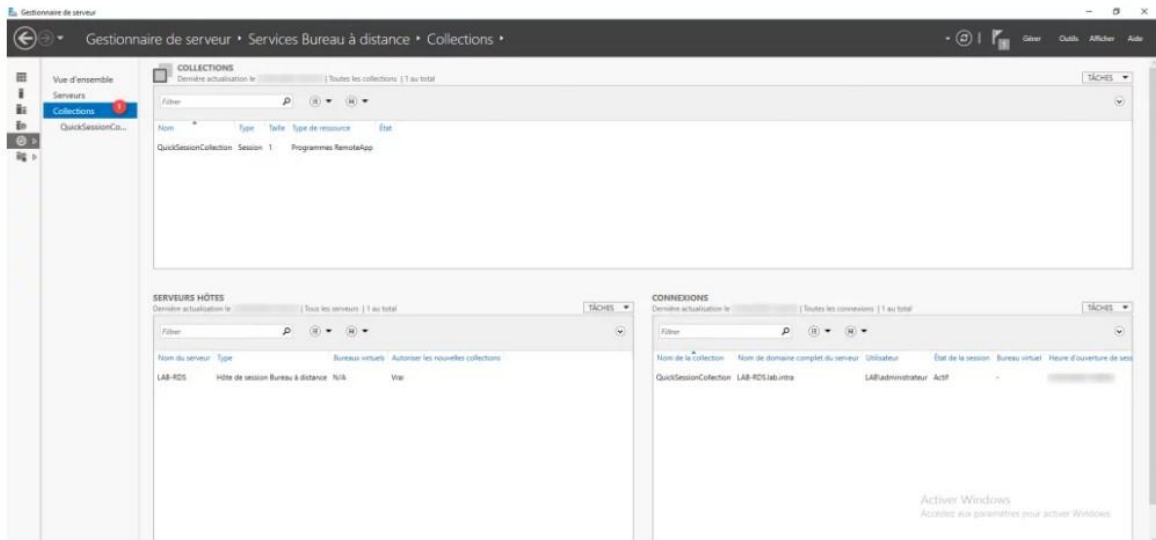 Gestionnaire de serveur
Gestionnaire de serveur • Services Bureau à distance • Collections •
1
Gérer Outils Afficher Aide
Vue d'ensemble
Serveurs
Collections 1
QuickSessionCo...
COLLECTIONS
Dernière actualisation le | Toutes les collections | 1 au total
TÂCHES
Filtrer
Nom Type Taille Type de ressource État
QuickSessionCollection Session 1 Programmes RemoteApp
SERVEURS HÔTES
Dernière actualisation le | Tous les serveurs | 1 au total
TÂCHES
Filtrer
Nom du serveur Type Bureaux virtuels Autoriser les nouvelles collections
LAB-RDS Hôte de session Bureau à distance N/A Vrai
CONNEXIONS
Dernière actualisation le | Toutes les connexions | 1 au total
TÂCHES
Filtrer
Nom de la collection Nom de domaine complet du serveur Utilisateur État de la session Bureau virtuel Heure d'ouverture de sess
QuickSessionCollection LAB-RDS.lab.intra LAB\administrateur Actif -
Activer Windows
Accédez aux paramètres pour activer Windows.